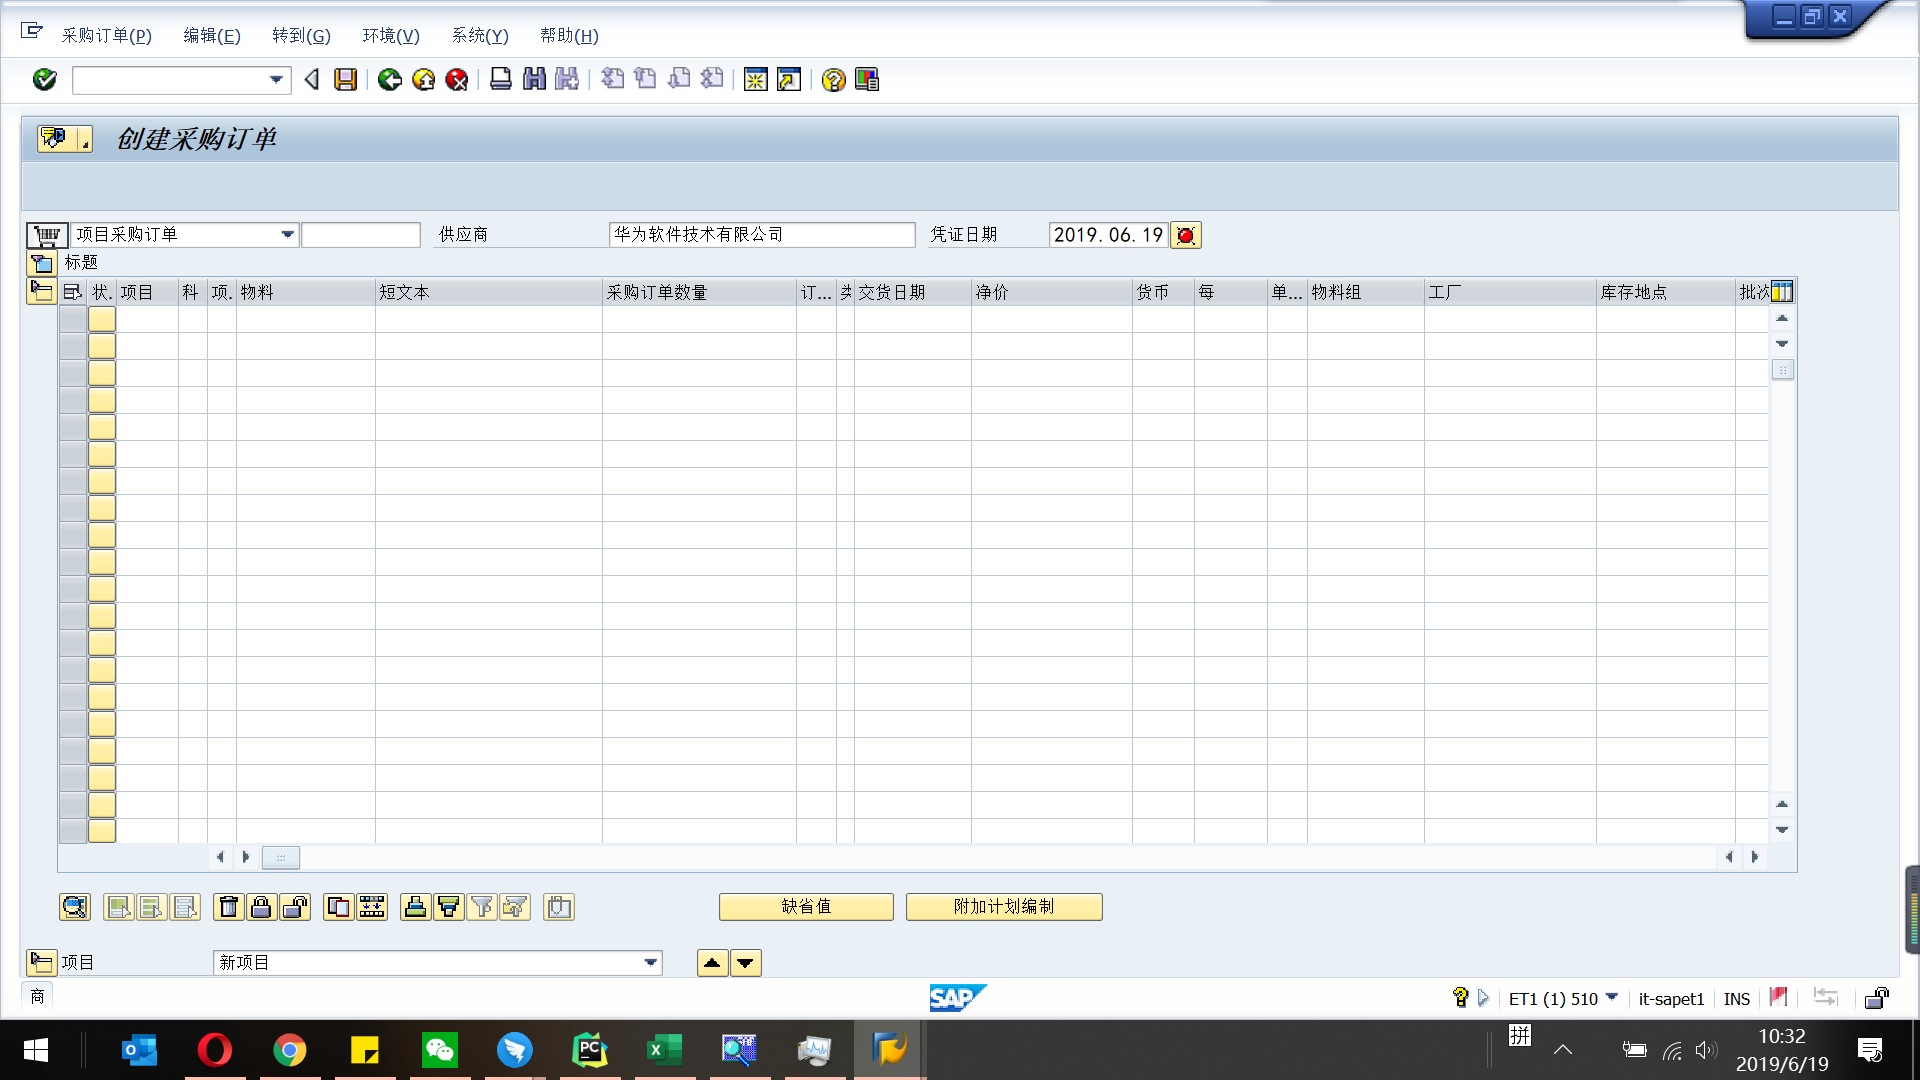 采购订单(P) 编辑(E) 转到(G) 环境(V) 系统(Y) 帮助(H)
创建采购订单
项目采购订单 供应商 华为软件技术有限公司 凭证日期 2019.06.19
标题
状. 项目 科 项. 物料 短文本 采购订单数量 订... 交货日期 净价 货币 每 单... 物料组 工厂 库存地点 批次
缺省值 附加计划编制
项目 新项目
商 SAP ET1 (1) 510 it-sapet1 INS
拼 10:32
2019/6/19